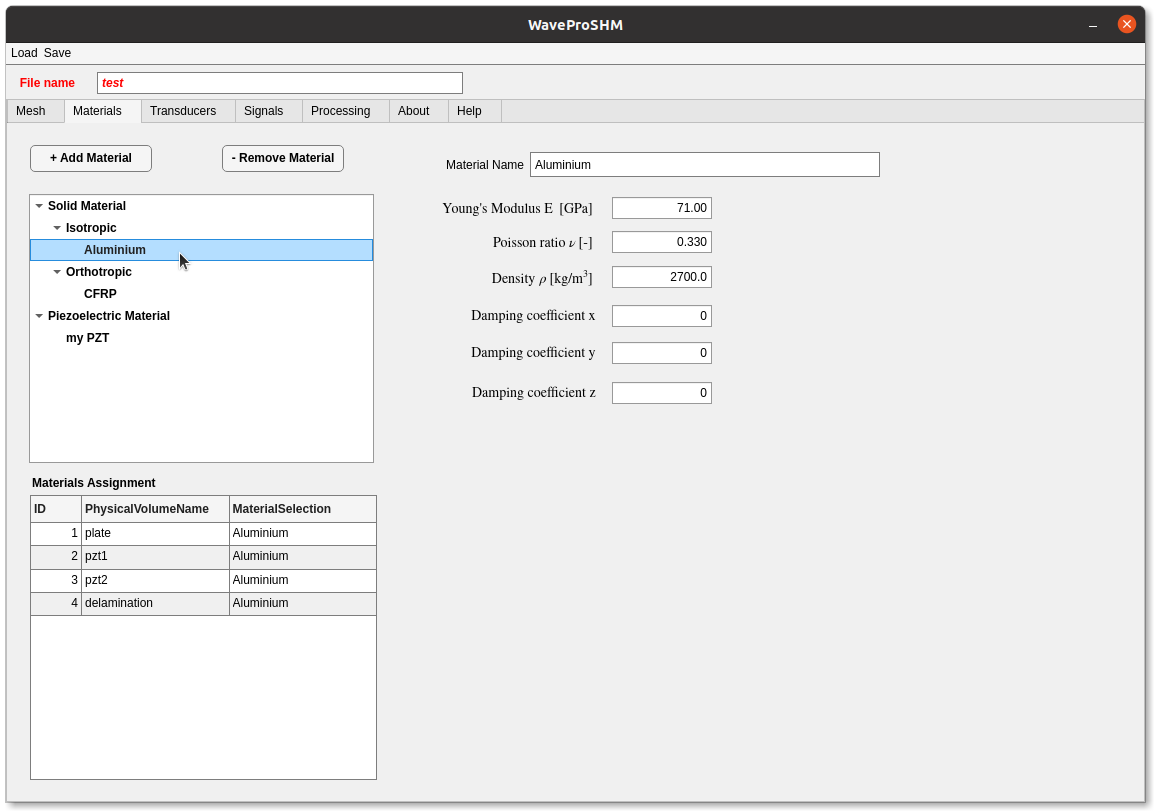 WaveProSHM
Load Save
File name test
Mesh Materials Transducers Signals Processing About Help
+ Add Material - Remove Material
Material Name Aluminium
Solid Material
Isotropic
Aluminium
Orthotropic
CFRP
Piezoelectric Material
my PZT
Young's Modulus E [GPa] 71.00
Poisson ratio ν [-] 0.330
Density ρ [kg/m³] 2700.0
Damping coefficient x 0
Damping coefficient y 0
Damping coefficient z 0
Materials Assignment
ID PhysicalVolumeName MaterialSelection
1 plate Aluminium
2 pzt1 Aluminium
3 pzt2 Aluminium
4 delamination Aluminium